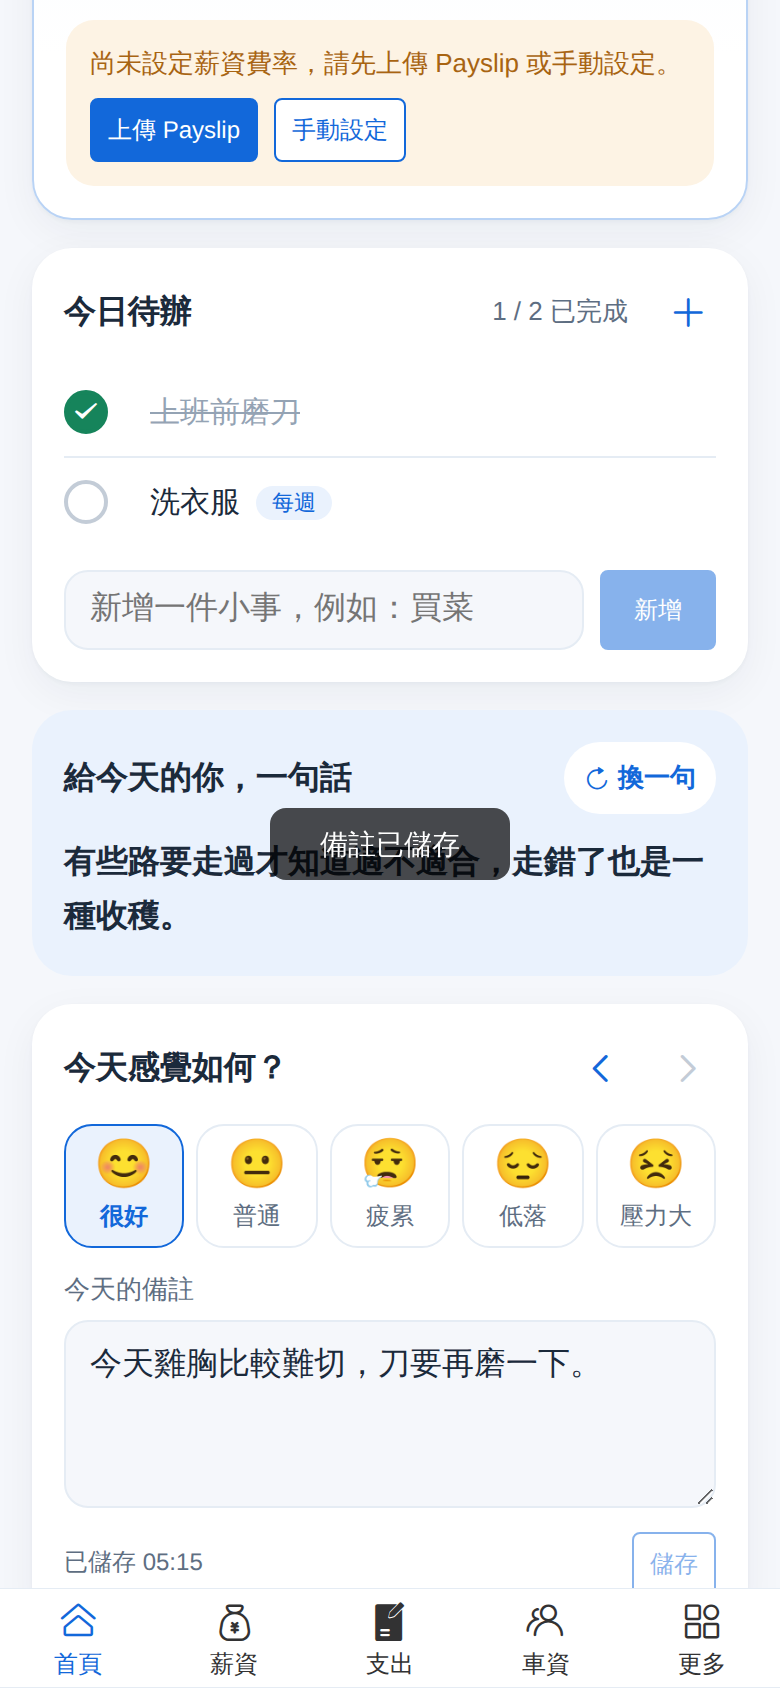 尚未設定薪資費率，請先上傳 Payslip 或手動設定。
上傳 Payslip
手動設定
今日待辦
1 / 2 已完成
上班前磨刀
洗衣服
每週
新增一件小事，例如：買菜
新增
給今天的你，一句話
換一句
備註已儲存
有些路要走過才知道適不適合，走錯了也是一
種收穫。
今天感覺如何？
很好
普通
疲累
低落
壓力大
今天的備註
今天雞胸比較難切，刀要再磨一下。
已儲存 05:15
儲存
首頁
薪資
支出
車資
更多